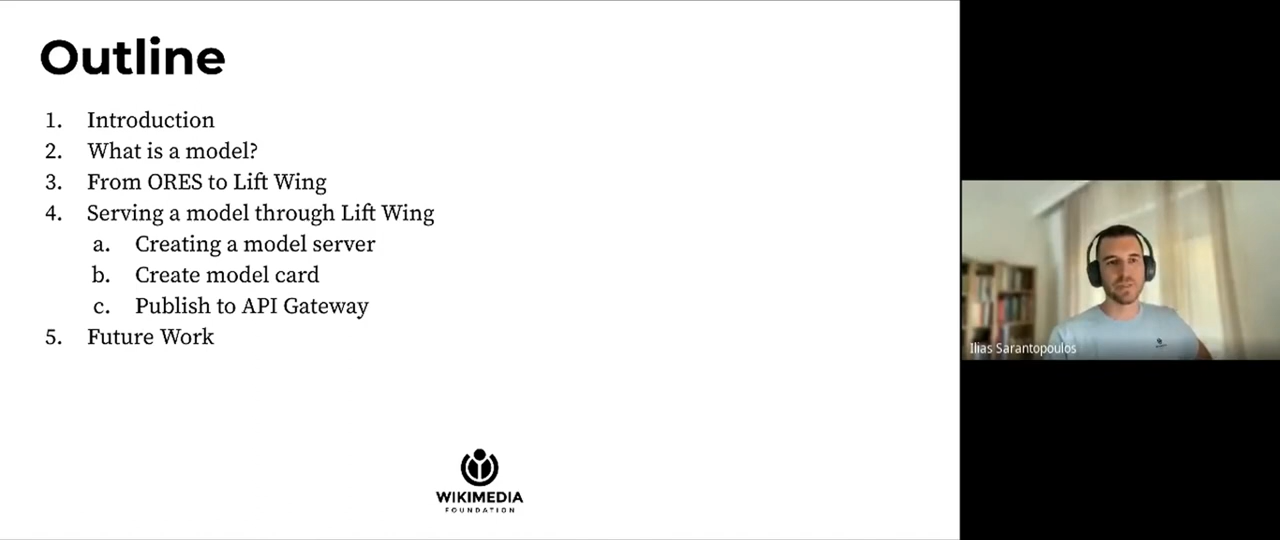 Outline
1. Introduction
2. What is a model?
3. From ORES to Lift Wing
4. Serving a model through Lift Wing
a. Creating a model server
b. Create model card
c. Publish to API Gateway
5. Future Work
WIKIMEDIA
FOUNDATION
Ilias Sarantopoulos